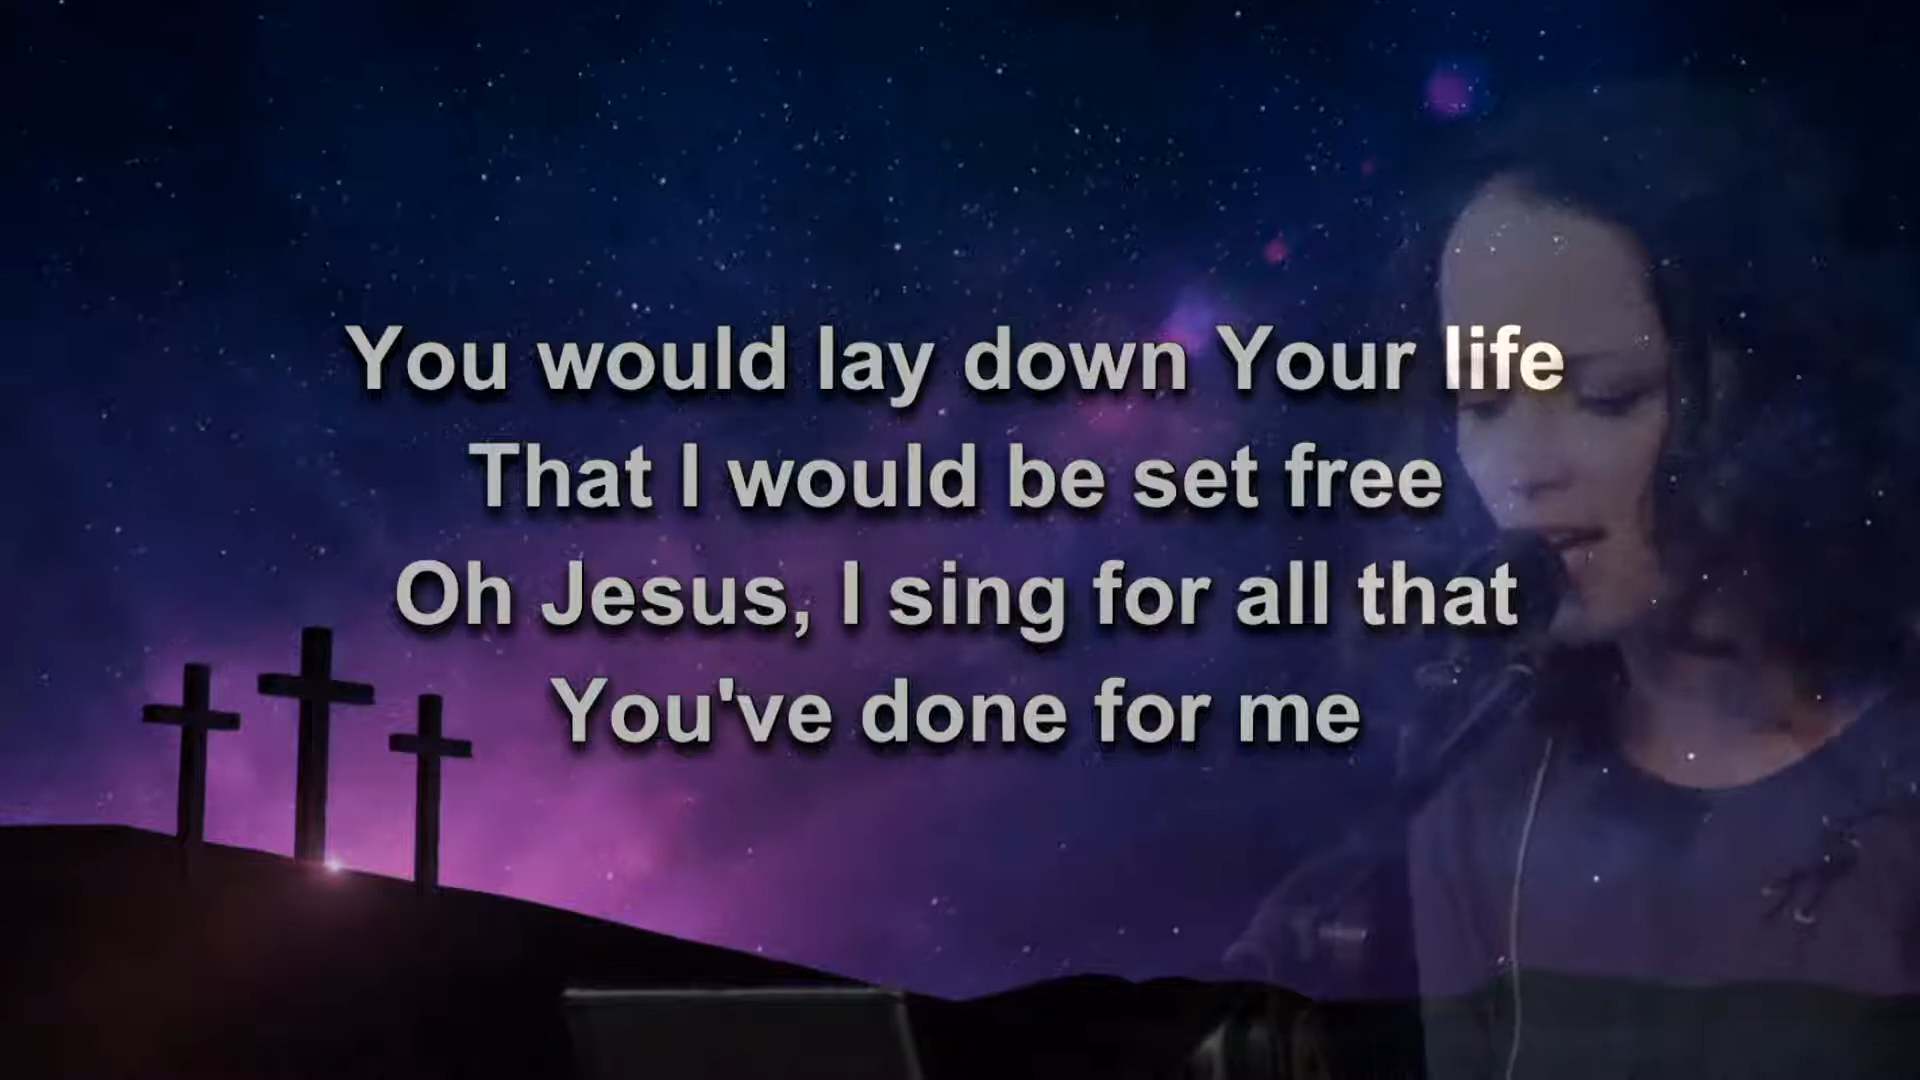 You would lay down Your life
That I would be set free
Oh Jesus, I sing for all that
You've done for me